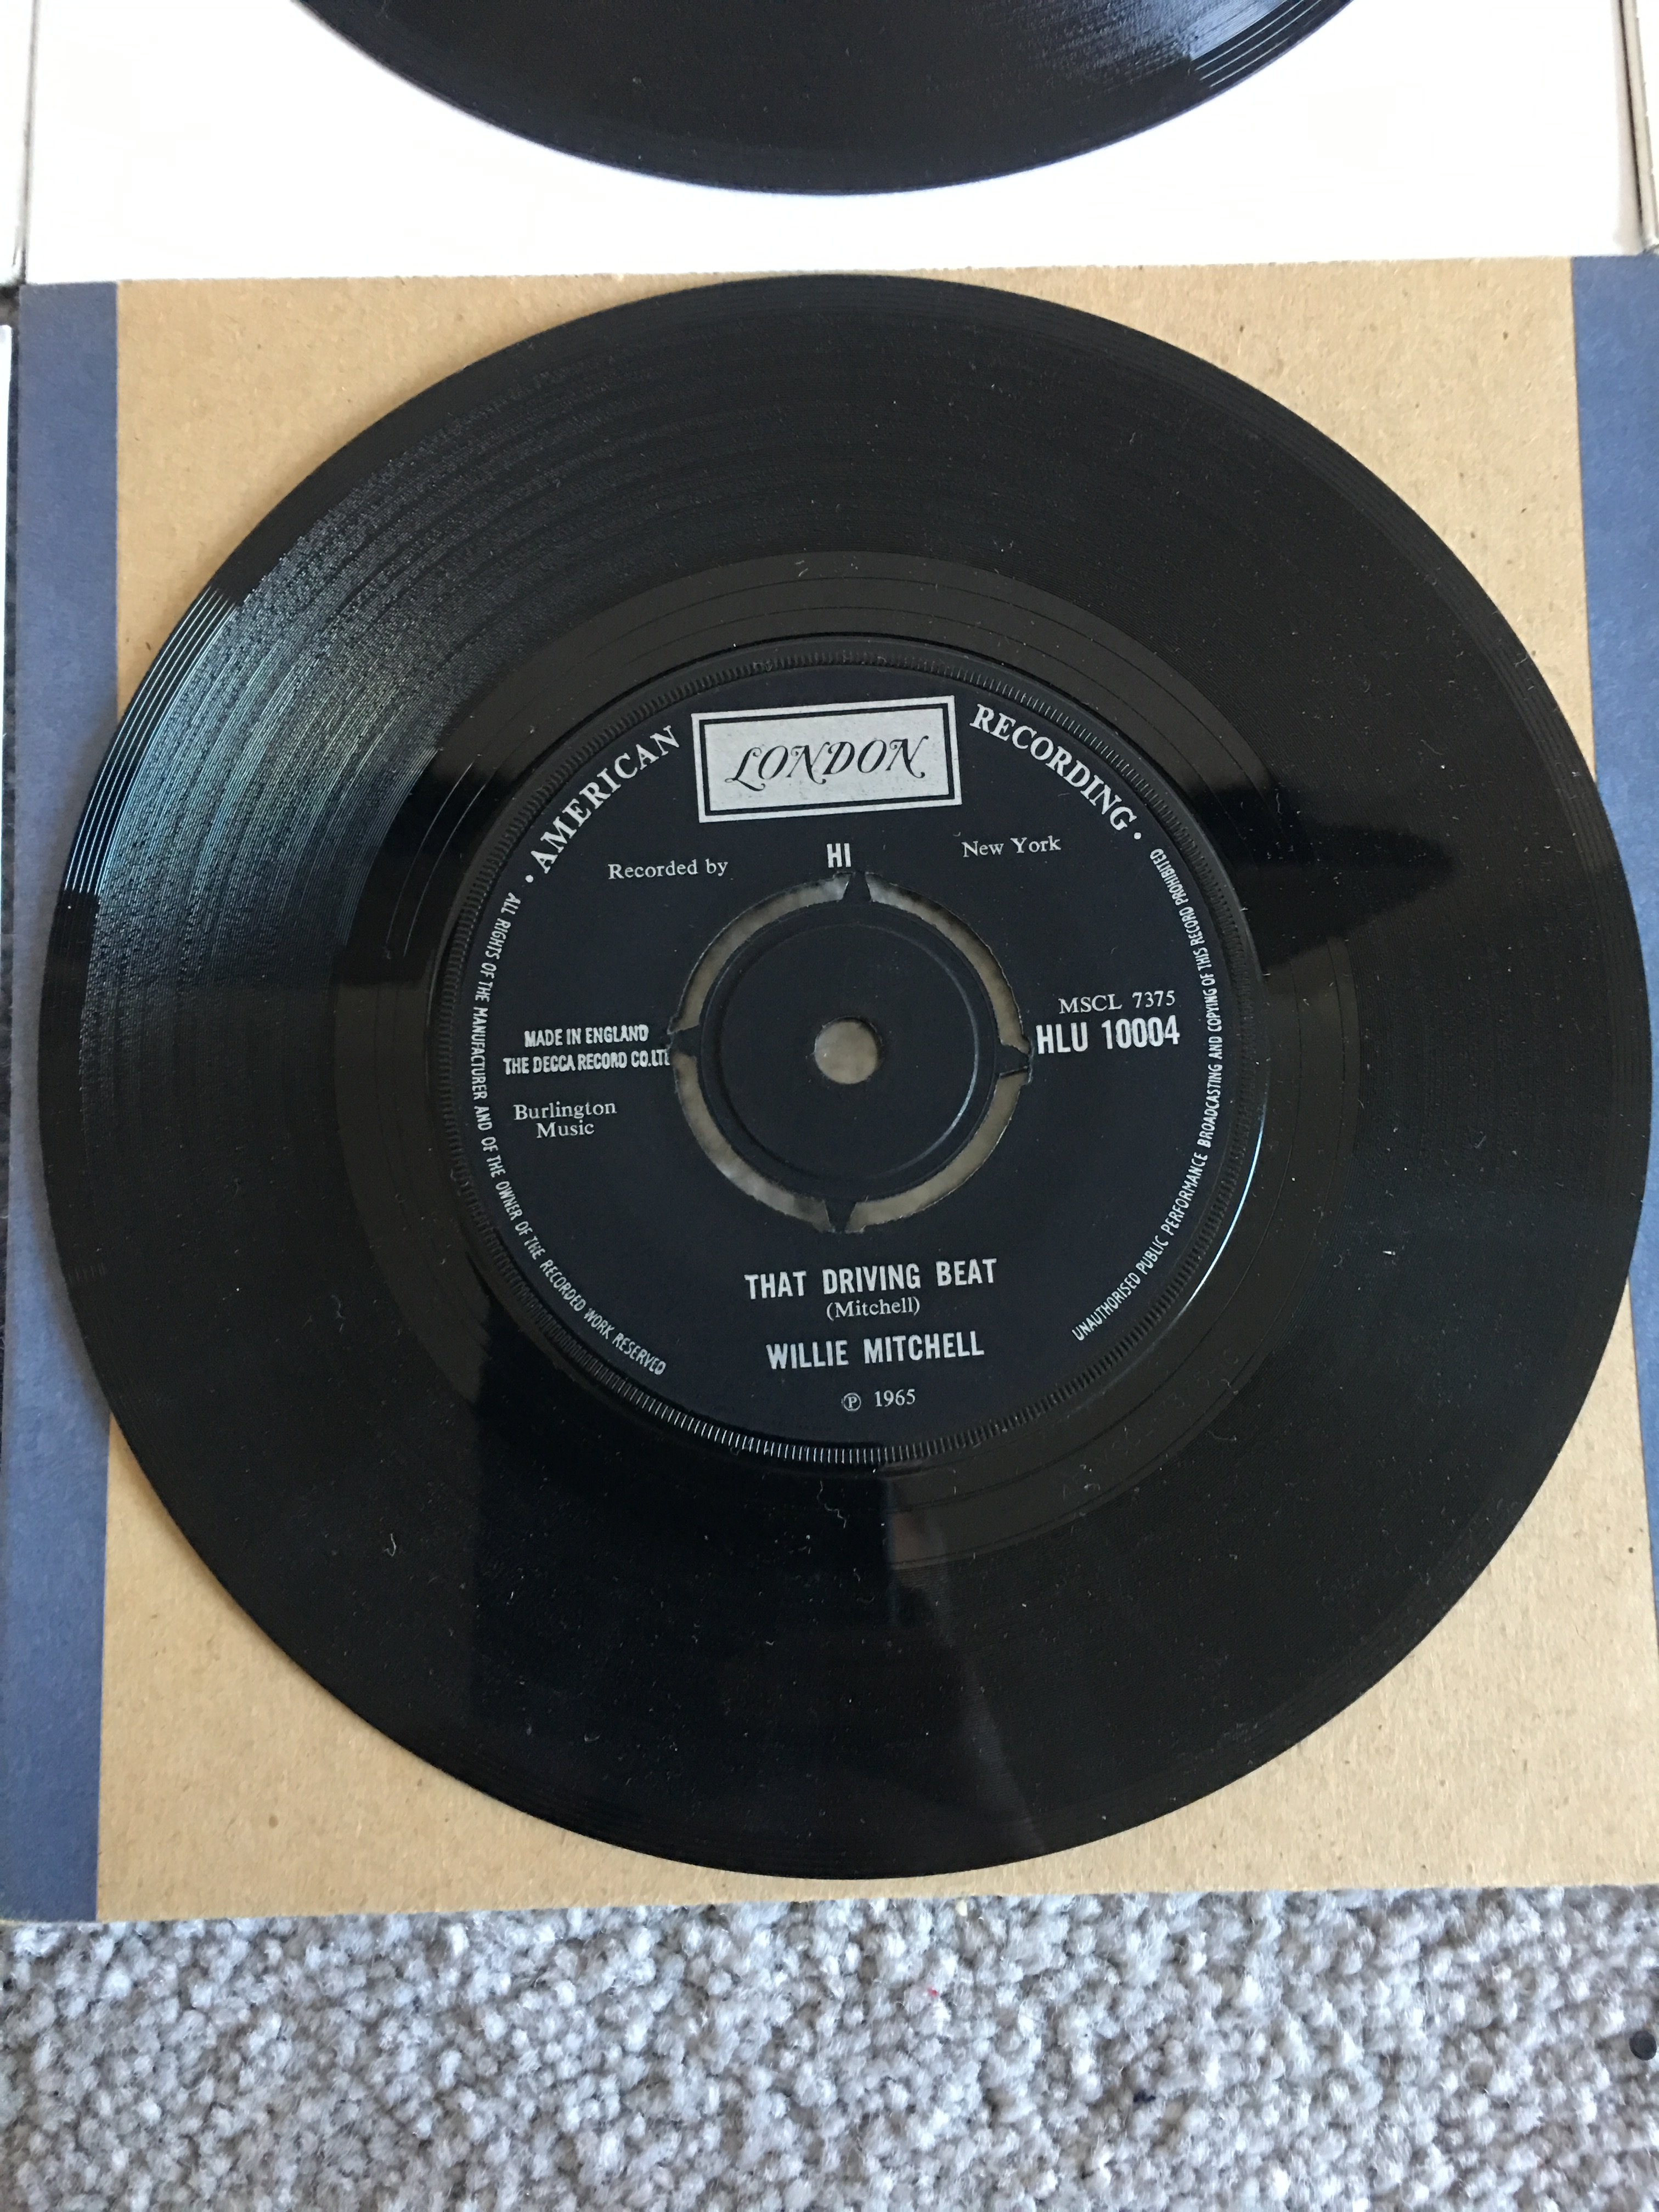 AMERICAN RECORDING
LONDON
Recorded by HI New York
MSCL 7375
HLU 10004
MADE IN ENGLAND
THE DECCA RECORD CO.LTD
Burlington
Music
THAT DRIVING BEAT
(Mitchell)
WILLIE MITCHELL
℗ 1965
ALL RIGHTS OF THE MANUFACTURER AND OF THE OWNER OF THE RECORDED WORK RESERVED
UNAUTHORISED PUBLIC PERFORMANCE BROADCASTING AND COPYING OF THIS RECORD PROHIBITED